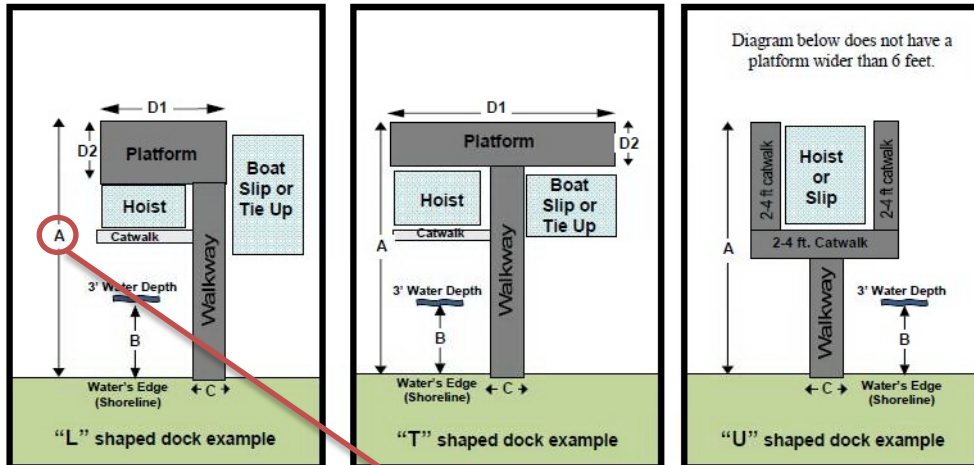 D1
D2
Platform
Boat
Slip or
Tie Up
Hoist
A
Catwalk
Walkway
3' Water Depth
B
Water's Edge
(Shoreline)
C
"L" shaped dock example
D1
D2
Platform
Hoist
Boat
Slip or
Tie Up
A
Catwalk
Walkway
3' Water Depth
B
Water's Edge
(Shoreline)
C
"T" shaped dock example
Diagram below does not have a
platform wider than 6 feet.
2-4 ft catwalk
Hoist
or
Slip
2-4 ft catwalk
A
2-4 ft. Catwalk
Walkway
3' Water Depth
B
C
Water's Edge
(Shoreline)
"U" shaped dock example